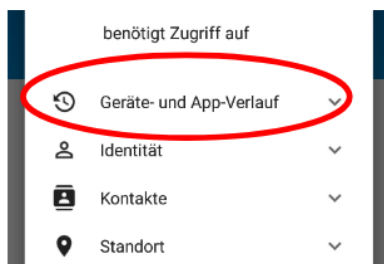 benötigt Zugriff auf
Geräte- und App-Verlauf
Identität
Kontakte
Standort